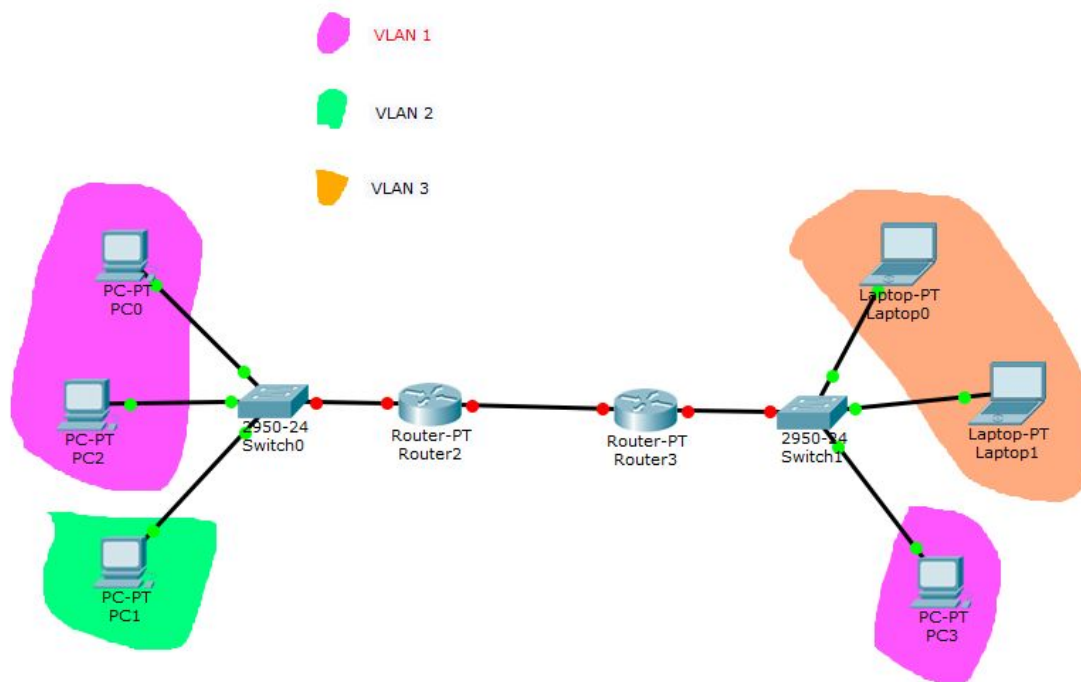 VLAN 1
VLAN 2
VLAN 3
PC-PT
PC0
PC-PT
PC2
PC-PT
PC1
2950-24
Switch0
Router-PT
Router2
Router-PT
Router3
2950-24
Switch1
Laptop-PT
Laptop0
Laptop-PT
Laptop1
PC-PT
PC3